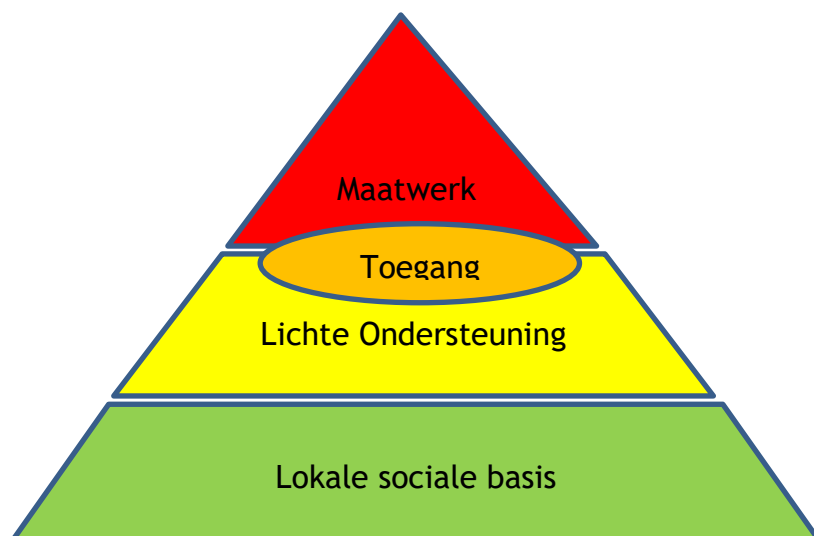 Maatwerk
Toegang
Lichte Ondersteuning
Lokale sociale basis